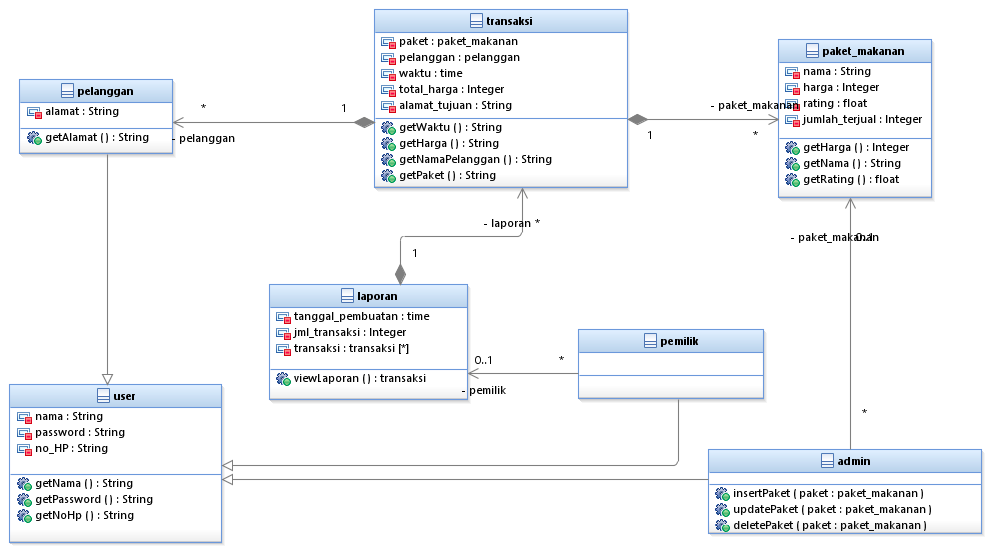 transaksi
paket : paket_makanan
pelanggan : pelanggan
waktu : time
total_harga : Integer
alamat_tujuan : String
getWaktu ( ) : String
getHarga ( ) : String
getNamaPelanggan ( ) : String
getPaket ( ) : String
paket_makanan
nama : String
harga : Integer
rating : float
jumlah_terjual : Integer
getHarga ( ) : Integer
getNama ( ) : String
getRating ( ) : float
pelanggan
alamat : String
getAlamat ( ) : String
*
1
- pelanggan
- paket_makanan
1
*
- laporan *
1
- paket_makanan
0..1
laporan
tanggal_pembuatan : time
jml_transaksi : Integer
transaksi : transaksi [*]
viewLaporan ( ) : transaksi
pemilik
0..1
*
- pemilik
user
nama : String
password : String
no_HP : String
getNama ( ) : String
getPassword ( ) : String
getNoHp ( ) : String
*
admin
insertPaket ( paket : paket_makanan )
updatePaket ( paket : paket_makanan )
deletePaket ( paket : paket_makanan )